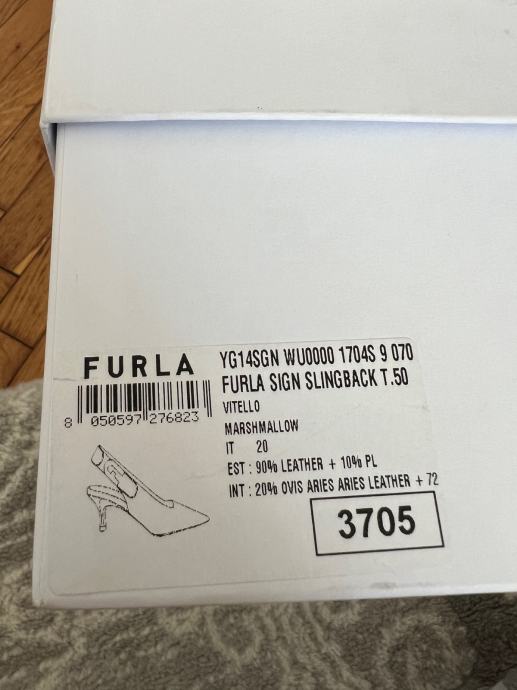 FURLA
8 050597 276823
YG14SGN WU0000 1704S 9 070
FURLA SIGN SLINGBACK T.50
VITELLO
MARSHMALLOW
IT 20
EST : 90% LEATHER + 10% PL
INT : 20% OVIS ARIES ARIES LEATHER + 72
3705